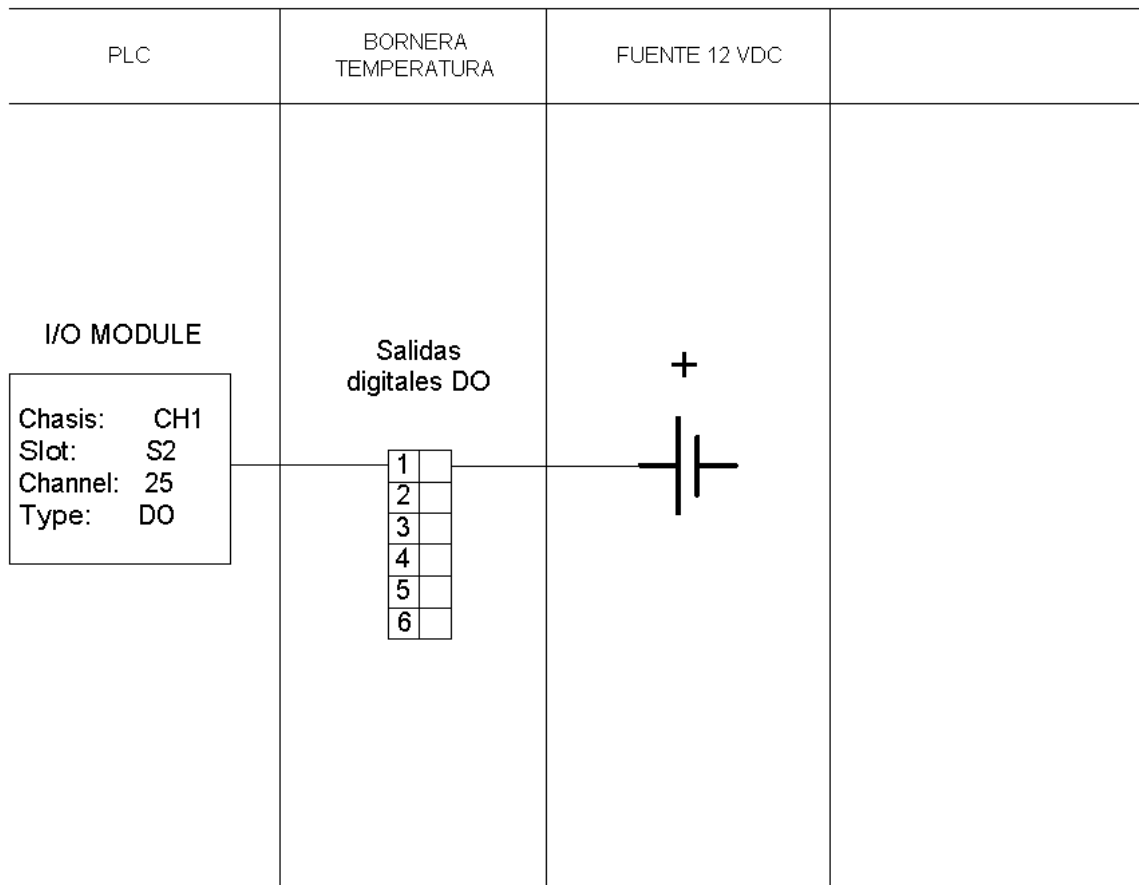 PLC
BORNERA
TEMPERATURA
FUENTE 12 VDC
I/O MODULE
Chasis: CH1
Slot: S2
Channel: 25
Type: DO
Salidas
digitales DO
1
2
3
4
5
6
+